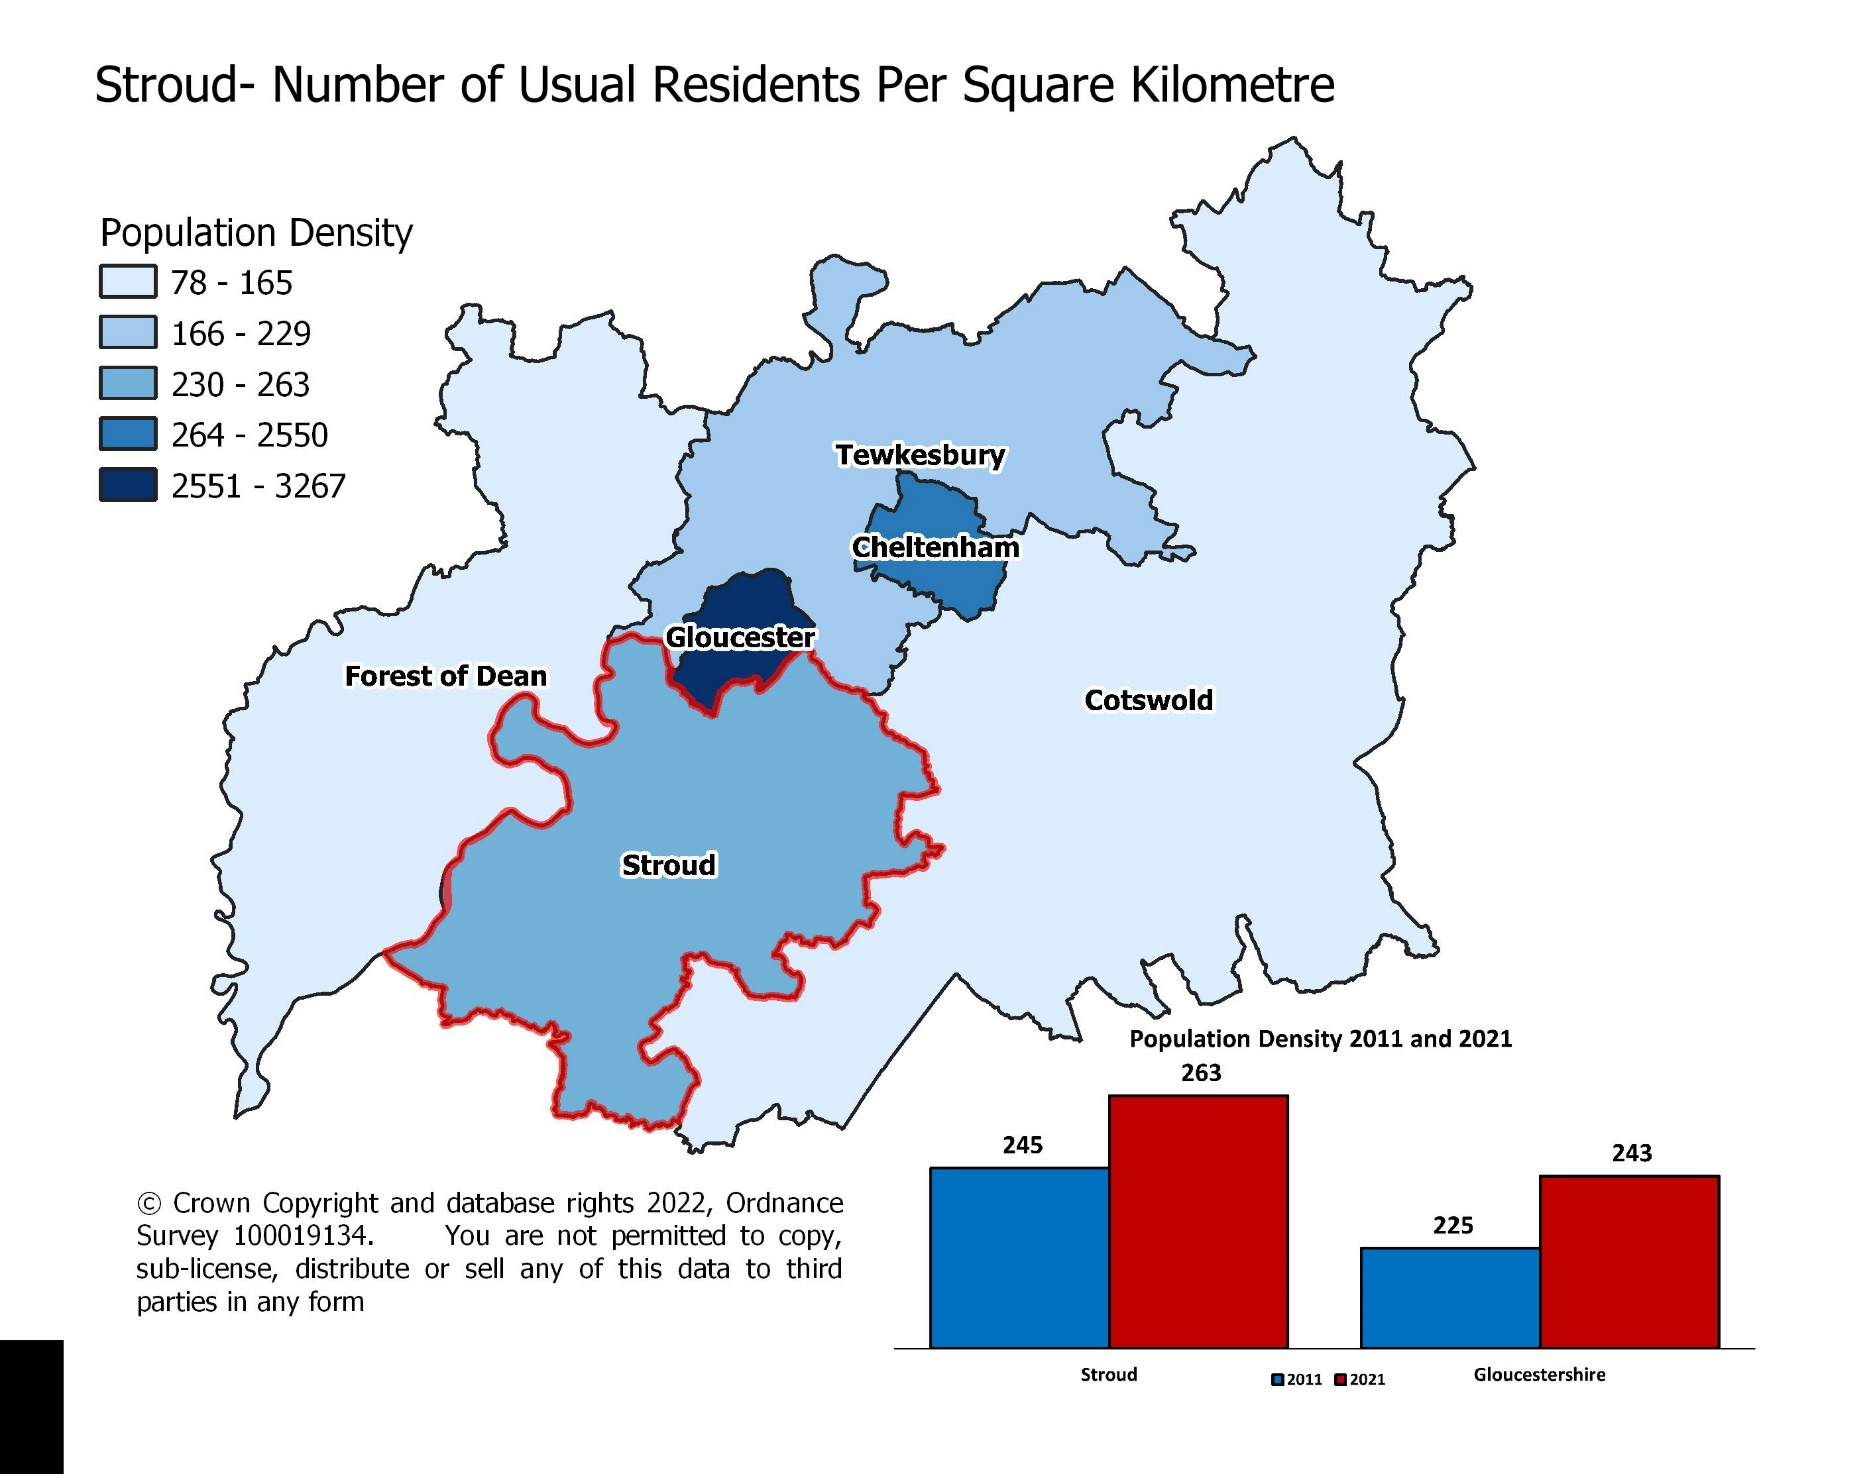 Stroud- Number of Usual Residents Per Square Kilometre
Population Density
78 - 165
166 - 229
230 - 263
264 - 2550
2551 - 3267
Tewkesbury
Cheltenham
Gloucester
Forest of Dean
Cotswold
Stroud
Population Density 2011 and 2021
263
245
243
225
Stroud
Gloucestershire
2011
2021
© Crown Copyright and database rights 2022, Ordnance
Survey 100019134. You are not permitted to copy,
sub-license, distribute or sell any of this data to third
parties in any form